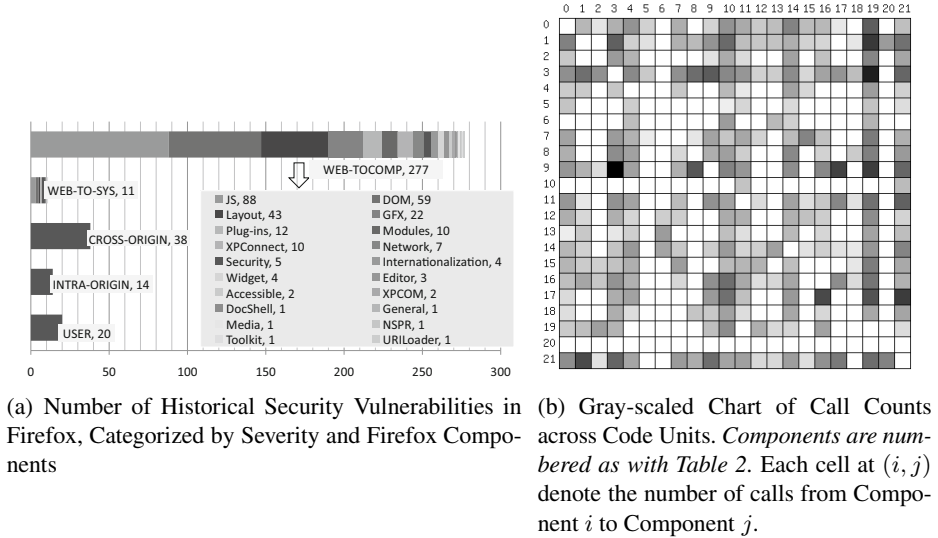 WEB-TOCOMP, 277
WEB-TO-SYS, 11
CROSS-ORIGIN, 38
INTRA-ORIGIN, 14
USER, 20
JS, 88
DOM, 59
Layout, 43
GFX, 22
Plug-ins, 12
Modules, 10
XPConnect, 10
Network, 7
Security, 5
Internationalization, 4
Widget, 4
Editor, 3
Accessible, 2
XPCOM, 2
DocShell, 1
General, 1
Media, 1
NSPR, 1
Toolkit, 1
URILoader, 1
0 50 100 150 200 250 300
(a) Number of Historical Security Vulnerabilities in
Firefox, Categorized by Severity and Firefox Compo-
nents
0 1 2 3 4 5 6 7 8 9 10 11 12 13 14 15 16 17 18 19 20 21
0
1
2
3
4
5
6
7
8
9
10
11
12
13
14
15
16
17
18
19
20
21
(b) Gray-scaled Chart of Call Counts
across Code Units. Components are num-
bered as with Table 2. Each cell at (i, j)
denote the number of calls from Compo-
nent i to Component j.